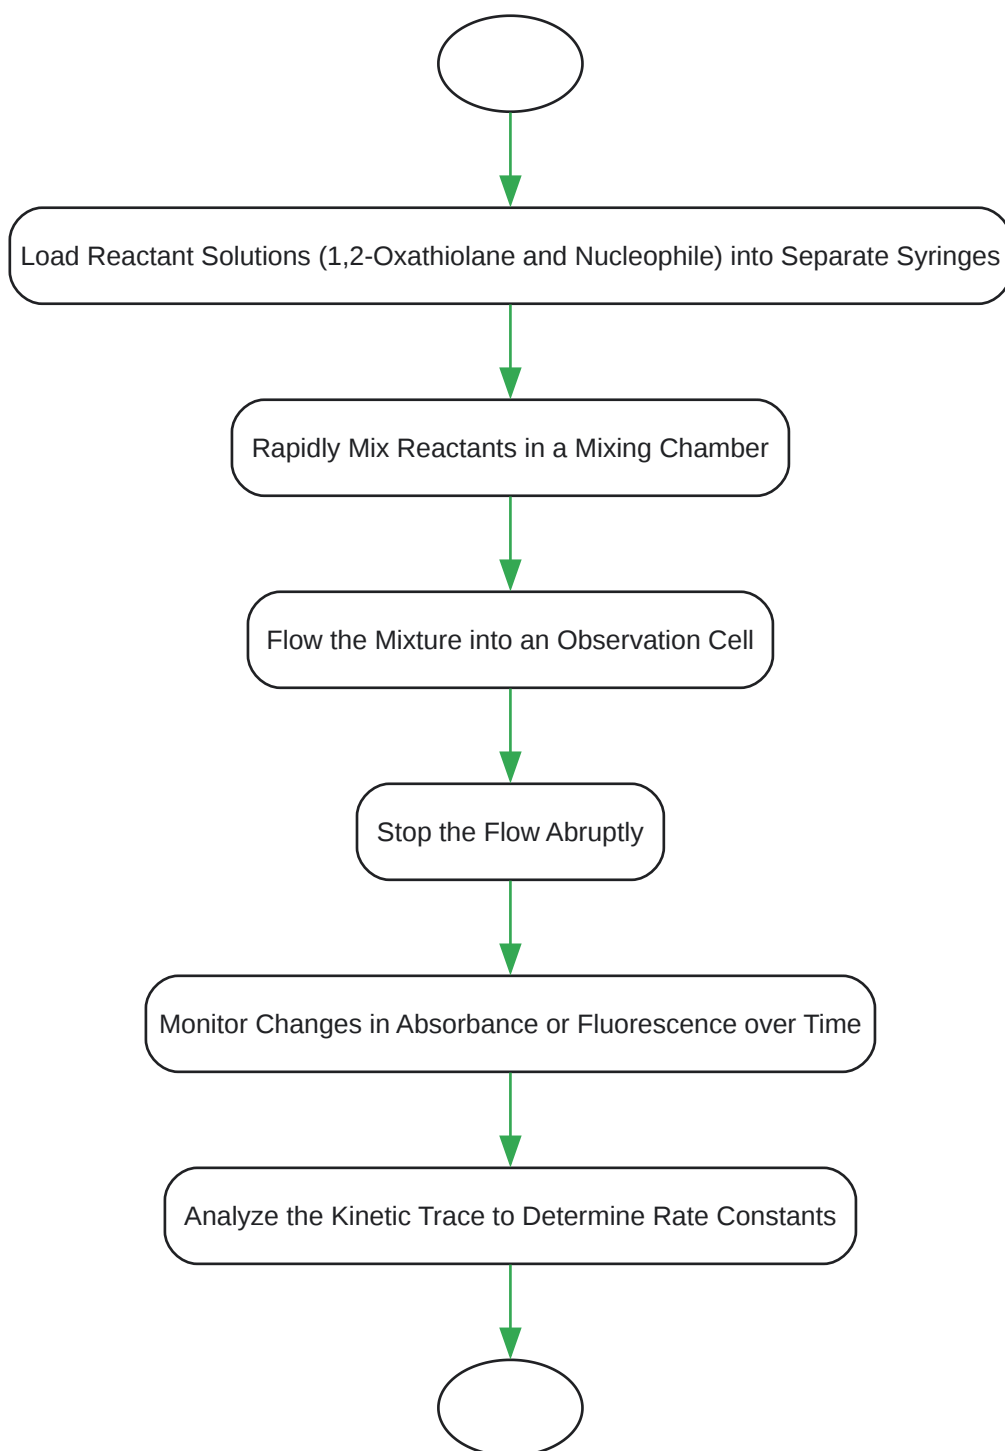 Load Reactant Solutions (1,2-Oxathiolane and Nucleophile) into Separate Syringes
Rapidly Mix Reactants in a Mixing Chamber
Flow the Mixture into an Observation Cell
Stop the Flow Abruptly
Monitor Changes in Absorbance or Fluorescence over Time
Analyze the Kinetic Trace to Determine Rate Constants